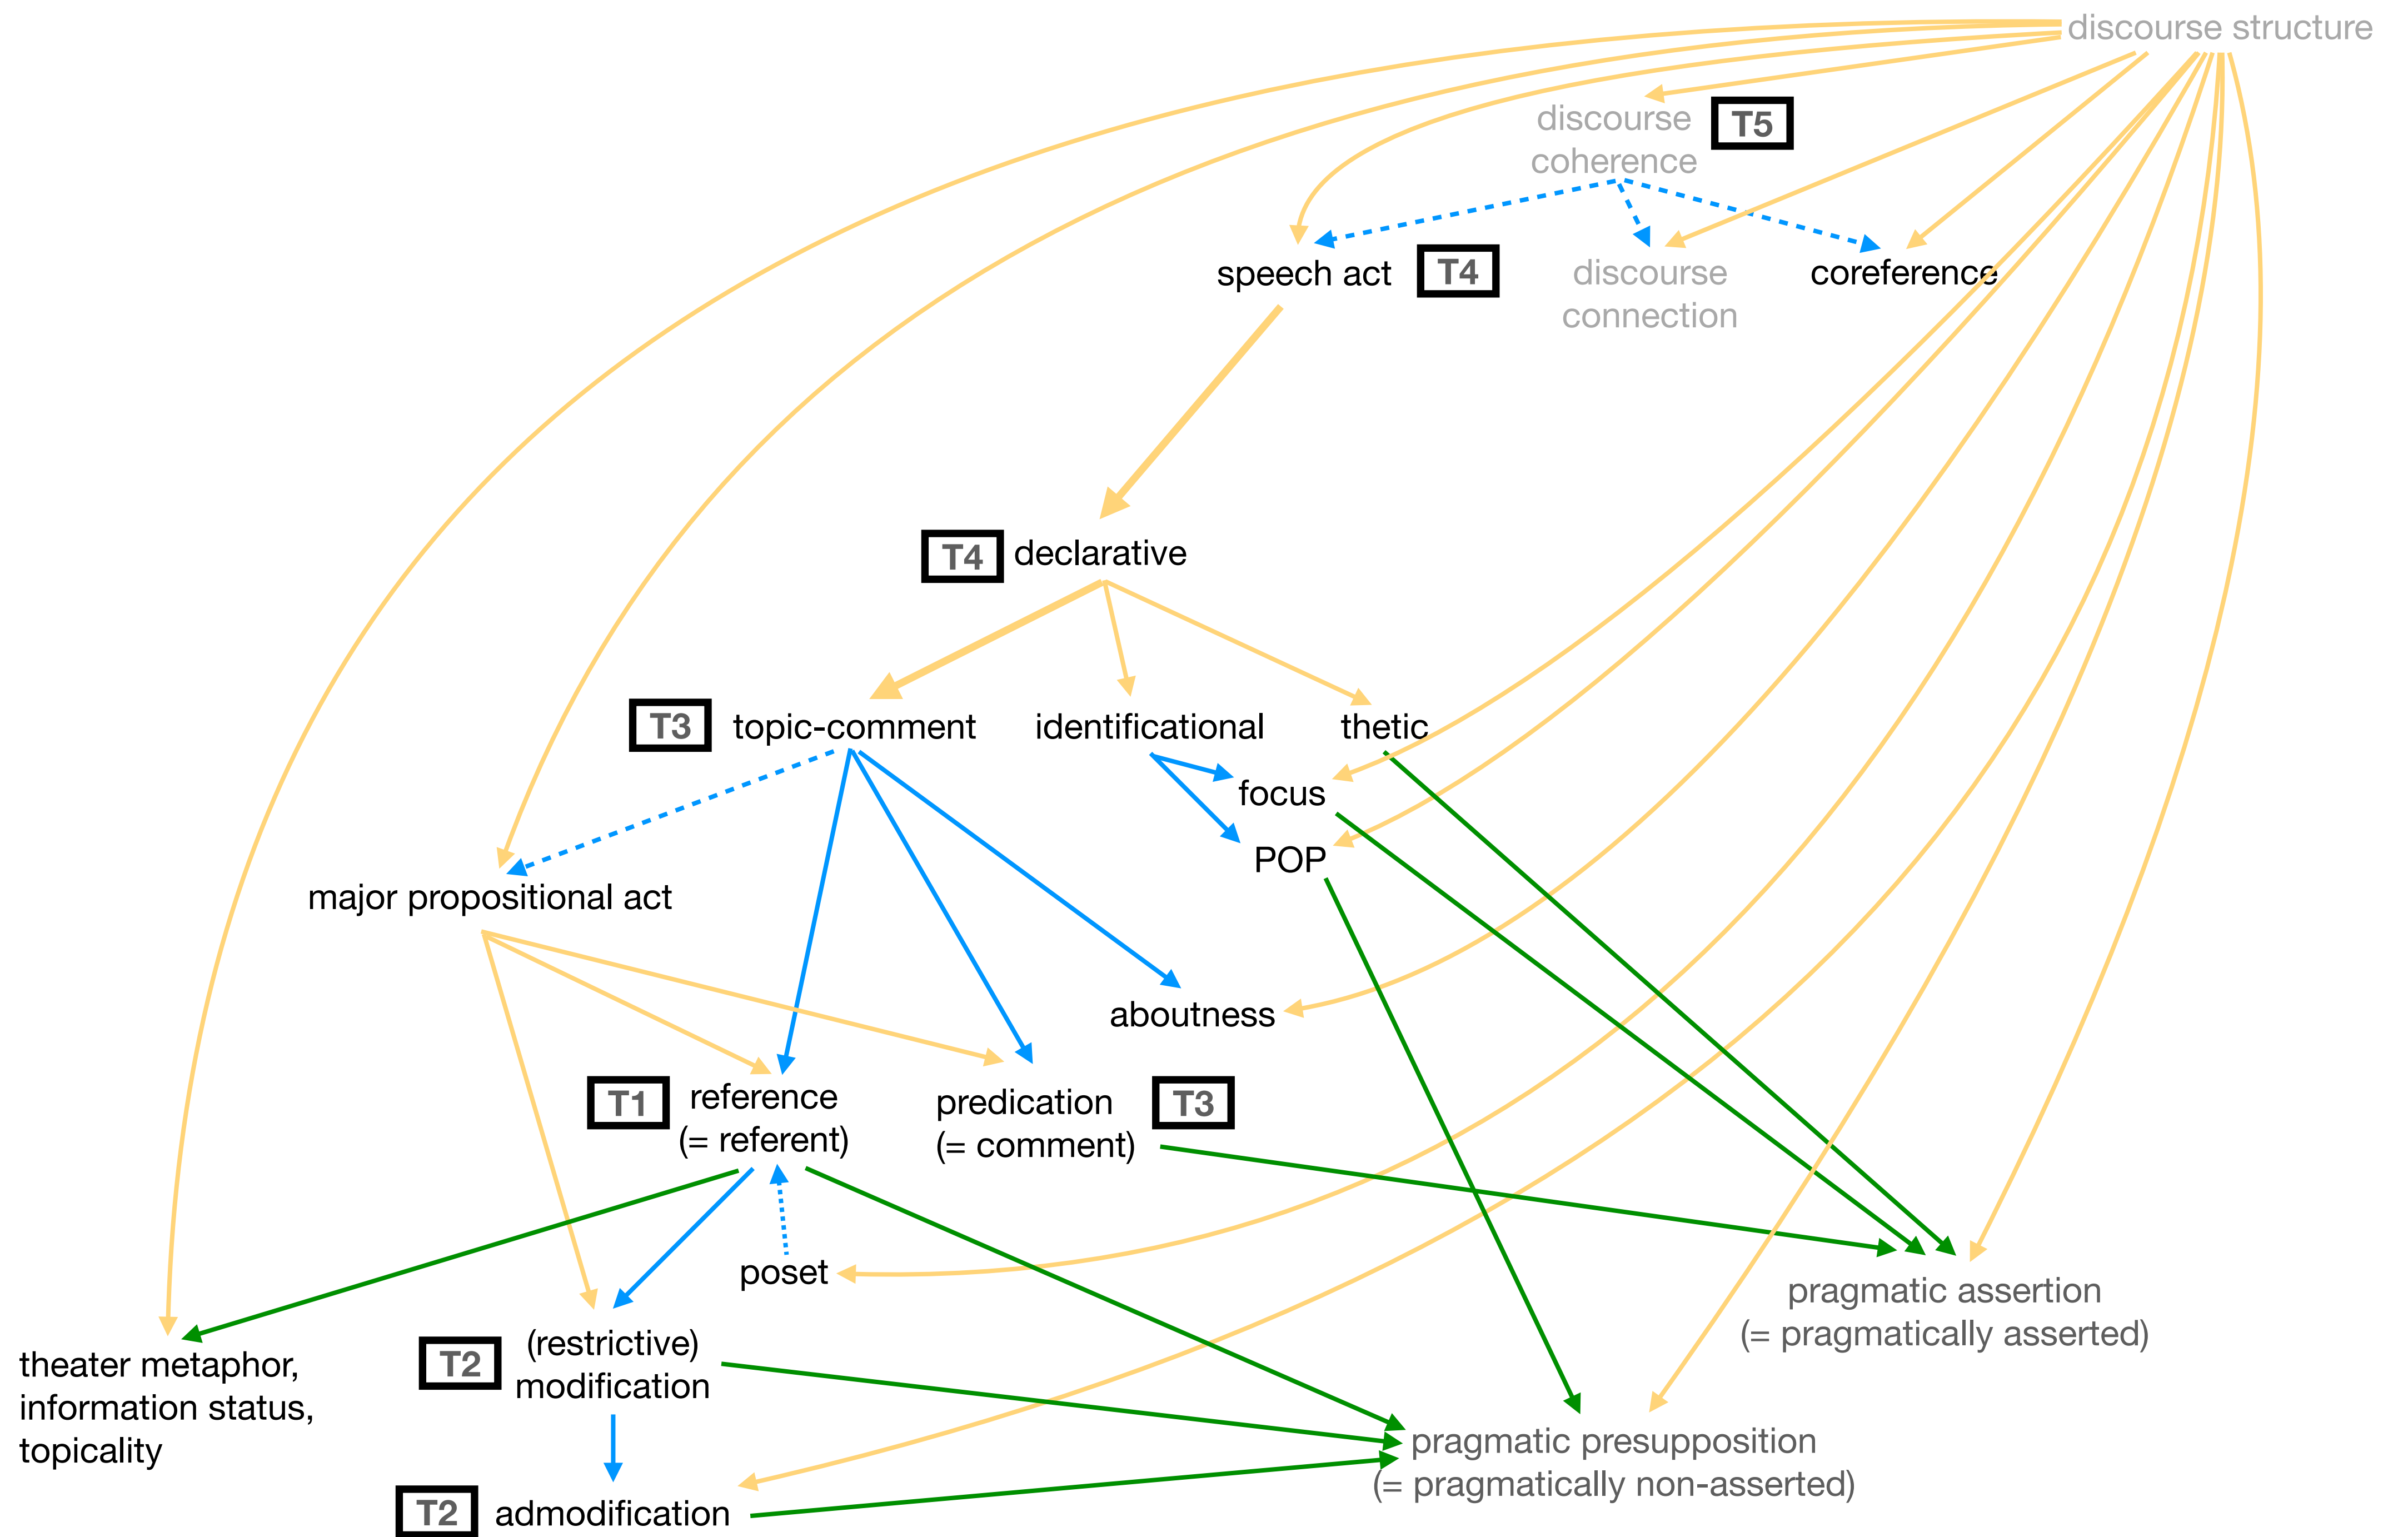 discourse structure
discourse
coherence
T5
speech act
T4
discourse
connection
coreference
T4
declarative
T3
topic-comment
identificational
thetic
focus
POP
major propositional act
aboutness
T1
reference
(= referent)
predication
(= comment)
T3
poset
pragmatic assertion
(= pragmatically asserted)
theater metaphor,
information status,
topicality
T2
(restrictive)
modification
pragmatic presupposition
(= pragmatically non-asserted)
T2
admodification